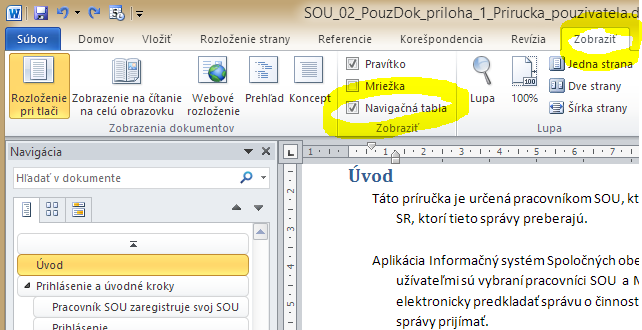 SOU_02_PouzDok_priloha_1_Prirucka_pouzivatela.d
Súbor Domov Vložiť Rozloženie strany Referencie Korešpondencia Revízia Zobraziť
Rozloženie pri tlači
Zobrazenie na čítanie na celú obrazovku
Webové rozloženie
Prehľad
Koncept
Zobrazenia dokumentov
Pravítko
Mriežka
Navigačná tabla
Zobraziť
Lupa
100%
Jedna strana
Dve strany
Šírka strany
Lupa
Navigácia
Hľadať v dokumente
Úvod
Prihlásenie a úvodné kroky
Pracovník SOU zaregistruje svoj SOU
Prihlásenie
Úvod
Táto príručka je určená pracovníkom SOU, kt
SR, ktorí tieto správy preberajú.
Aplikácia Informačný systém Spoločných obe
užívateľmi sú vybraní pracovníci SOU a M
elektronicky predkladať správu o činnost
správy prijímať.